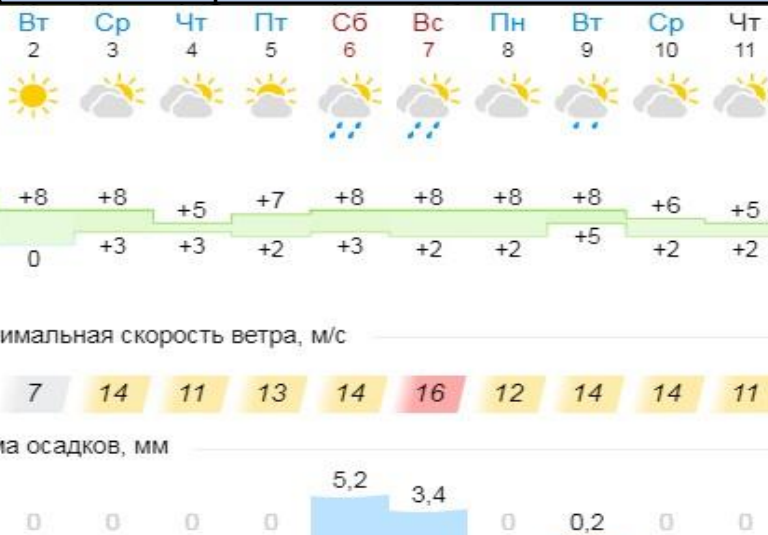 Вт Ср Чт Пт Сб Вс Пн Вт Ср Чт
2 3 4 5 6 7 8 9 10 11
+8 +8 +5 +7 +8 +8 +8 +8 +6 +5
0 +3 +3 +2 +3 +2 +2 +5 +2 +2
имальная скорость ветра, м/с
7 14 11 13 14 16 12 14 14 11
ма осадков, мм
0 0 0 0 5,2 3,4 0 0,2 0 0